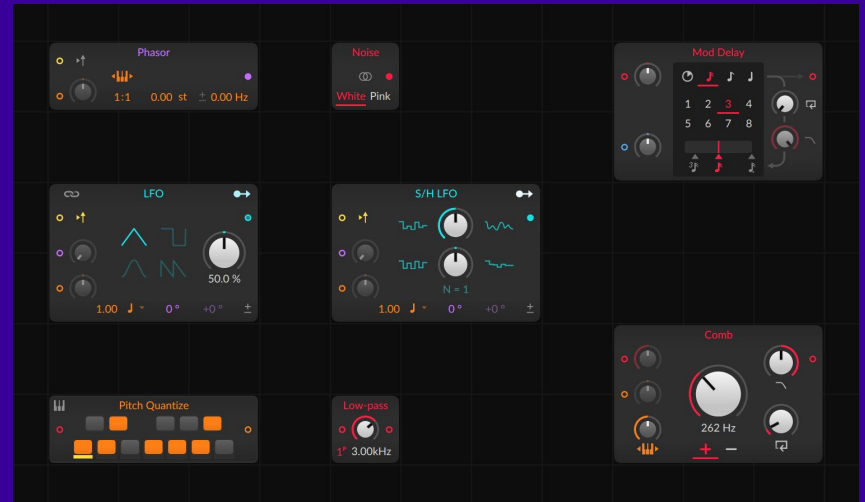 Phasor
1:1 0.00 st ± 0.00 Hz
Noise
White Pink
Mod Delay
1 2 3 4
5 6 7 8
3
LFO
50.0 %
1.00 0 ° +0 ° ±
S/H LFO
N = 1
1.00 0 ° +0 ° ±
Pitch Quantize
Low-pass
1P 3.00kHz
Comb
262 Hz
+ −